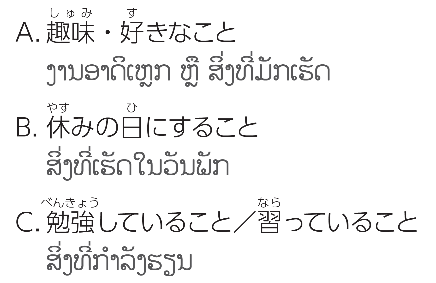 しゅみ す
A. 趣味・好きなこと
ງານອາດິເຫຼກ ຫຼື ສິ່ງທີ່ມັກເຮັດ
やす ひ
B. 休みの日にすること
ສິ່ງທີ່ເຮັດໃນວັນພັກ
べんきょう なら
C. 勉強していること／習っていること
ສິ່ງທີ່ກຳລັງຮຽນ